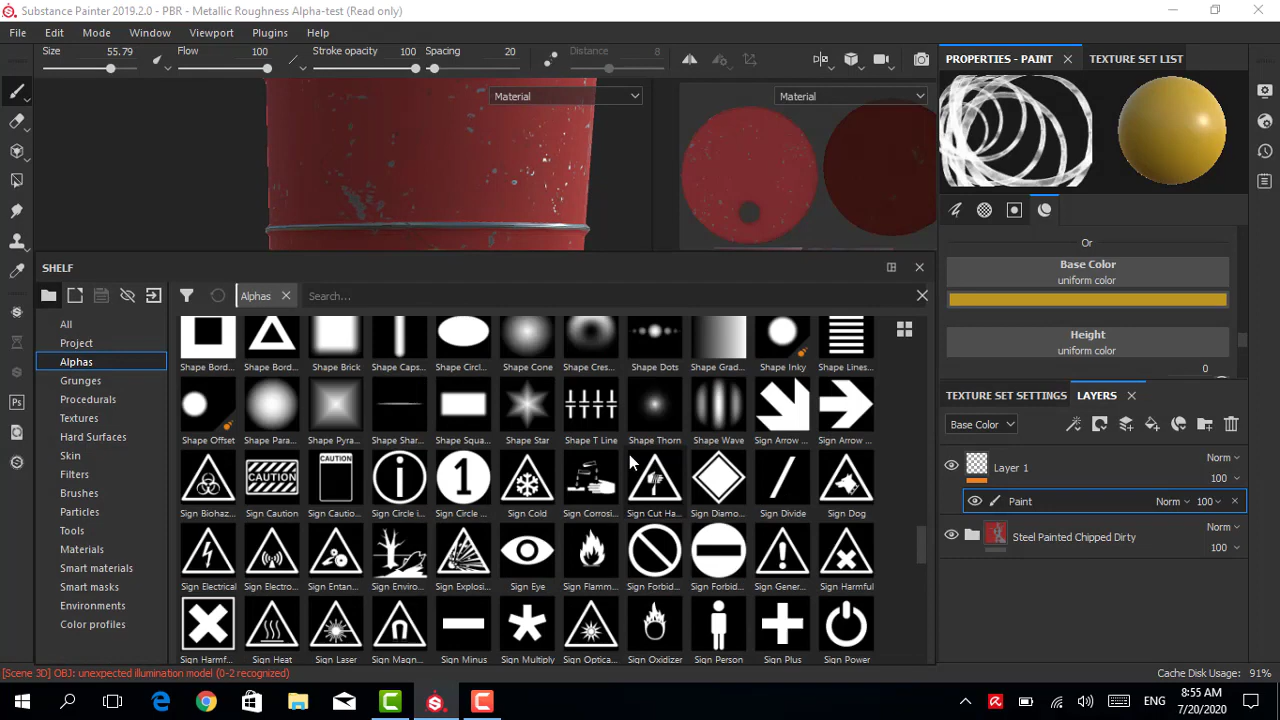 Substance Painter 2019.2.0 - PBR - Metallic Roughness Alpha-test (Read only)
File Edit Mode Window Viewport Plugins Help
Size 55.79 Flow 100 Stroke opacity 100 Spacing 20 Distance 8
Material
Material
PROPERTIES - PAINT
TEXTURE SET LIST
Or
Base Color
uniform color
Height
uniform color
0
SHELF
Alphas
Search...
All
Project
Alphas
Grunges
Procedurals
Textures
Hard Surfaces
Skin
Filters
Brushes
Particles
Tools
Materials
Smart materials
Smart masks
Environments
Color profiles
Shape Bord... Shape Bord... Shape Brick Shape Caps... Shape Circl... Shape Cone Shape Cres... Shape Dots Shape Grad... Shape Inky Shape Lines...
Shape Offset Shape Para... Shape Pyra... Shape Shar... Shape Squa... Shape Star Shape T Line Shape Thorn Shape Wave Sign Arrow ... Sign Arrow ...
CAUTION
CAUTION
1
Sign Biohaz... Sign Caution Sign Cautio... Sign Circle i... Sign Circle ... Sign Cold Sign Corrosi... Sign Cut Ha... Sign Diamo... Sign Divide Sign Dog
Sign Electrical Sign Electro... Sign Entan... Sign Enviro... Sign Explosi... Sign Eye Sign Flamm... Sign Forbid... Sign Forbid... Sign Gener... Sign Harmful
Sign Harmf... Sign Heat Sign Laser Sign Magn... Sign Minus Sign Multiply Sign Optica... Sign Oxidizer Sign Person Sign Plus Sign Power
TEXTURE SET SETTINGS
LAYERS
Base Color
Layer 1
Norm
100
Paint Norm 100
Steel Painted Chipped Dirty
Norm
100
[Scene 3D] OBJ: unexpected illumination model (0-2 recognized)
Cache Disk Usage: 91%
Ps
ENG
8:55 AM
7/20/2020